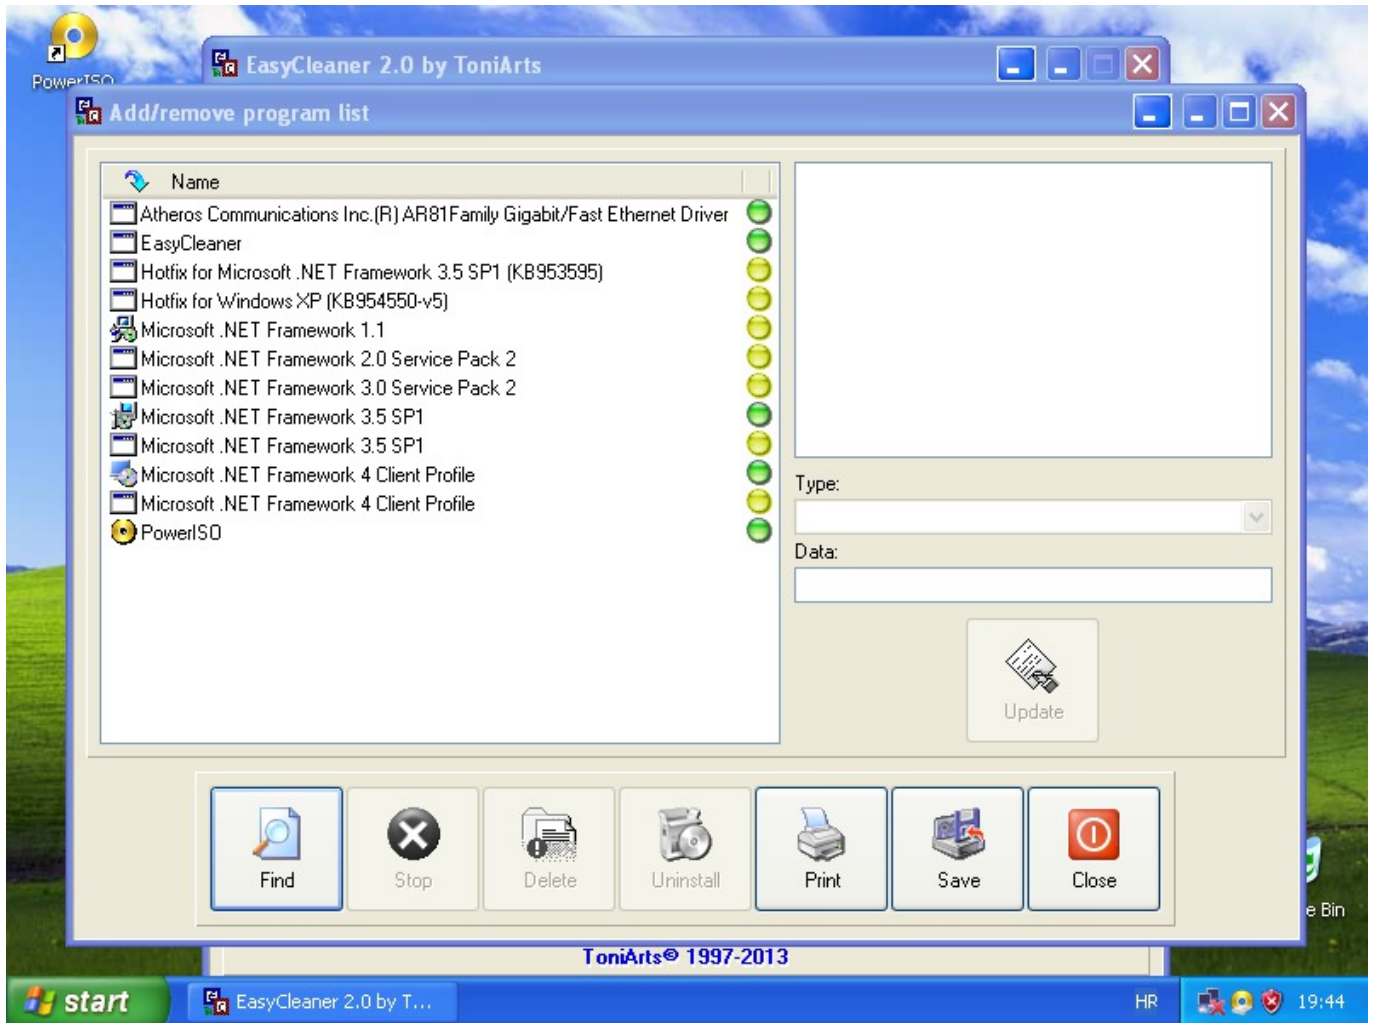 PowerISO
EasyCleaner 2.0 by ToniArts
Add/remove program list
Name
Atheros Communications Inc.(R) AR81Family Gigabit/Fast Ethernet Driver
EasyCleaner
Hotfix for Microsoft .NET Framework 3.5 SP1 (KB953595)
Hotfix for Windows XP (KB954550-v5)
Microsoft .NET Framework 1.1
Microsoft .NET Framework 2.0 Service Pack 2
Microsoft .NET Framework 3.0 Service Pack 2
Microsoft .NET Framework 3.5 SP1
Microsoft .NET Framework 3.5 SP1
Microsoft .NET Framework 4 Client Profile
Microsoft .NET Framework 4 Client Profile
PowerISO
Type:
Data:
Update
Find
Stop
Delete
Uninstall
Print
Save
Close
e Bin
ToniArts© 1997-2013
start
EasyCleaner 2.0 by T...
HR
19:44